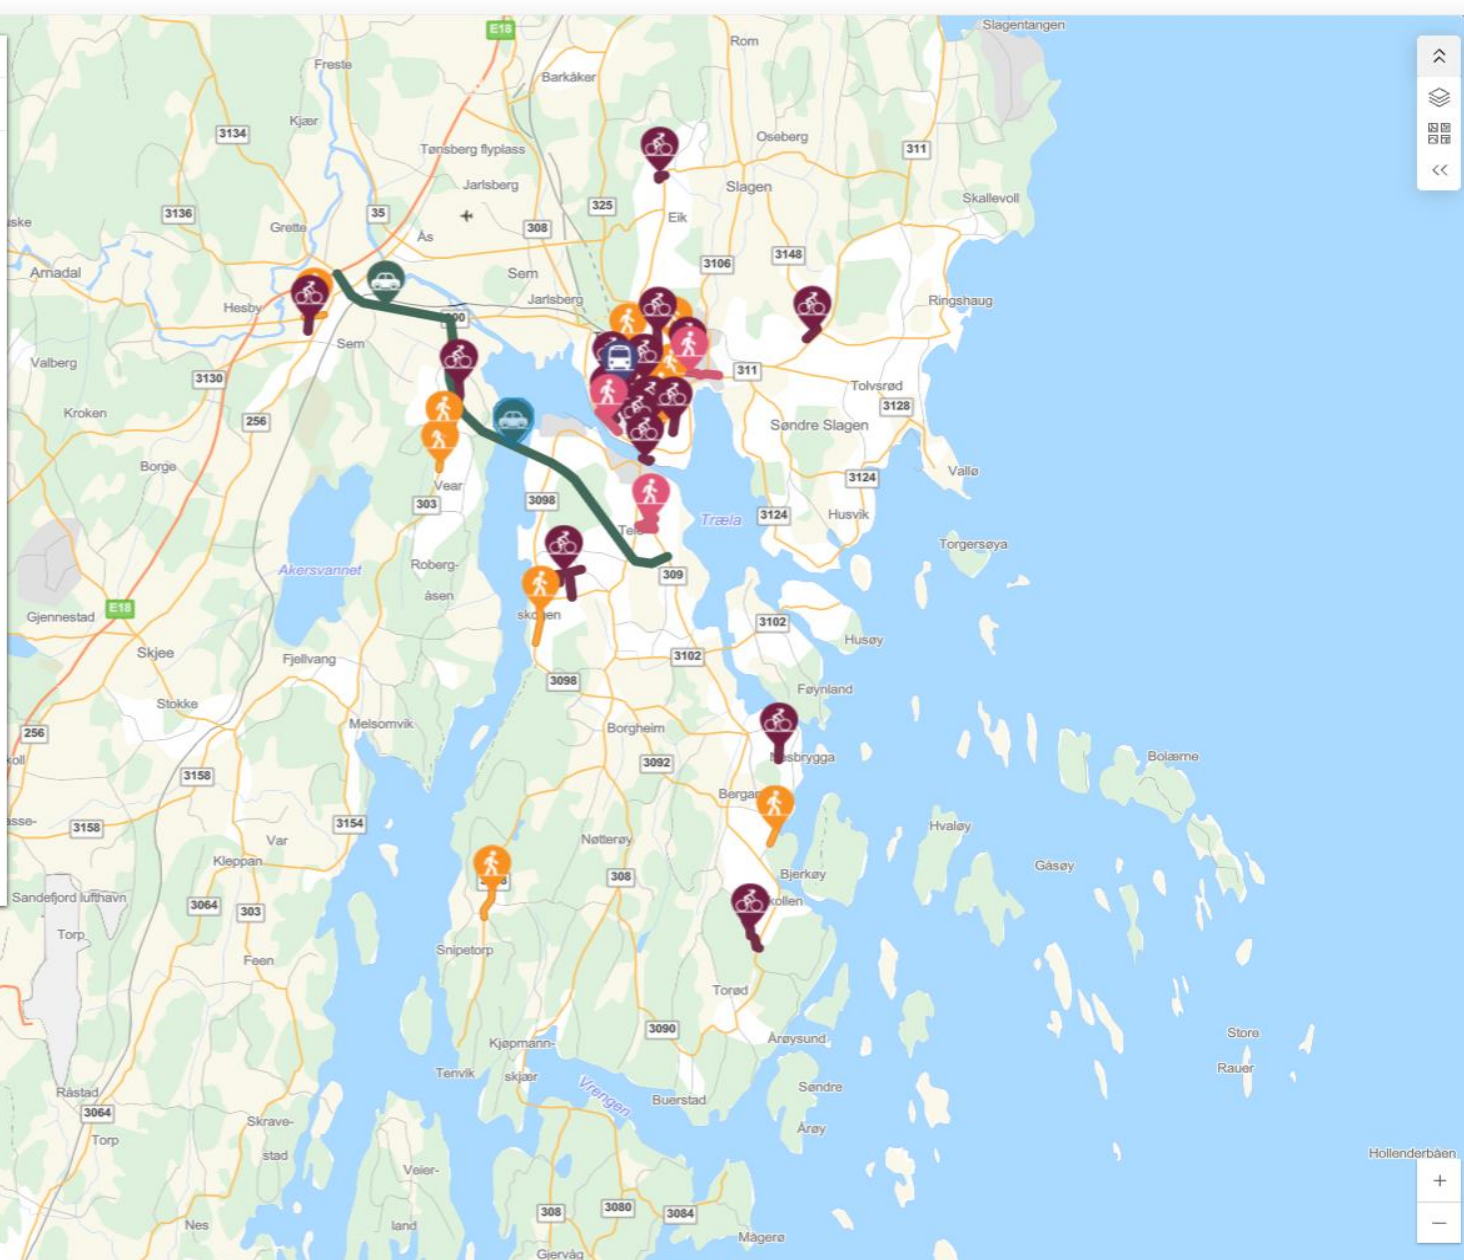 Slagentangen
E18
Rom
Freste
Barkåker
Kjær
3134
Oseberg
Tønsberg flyplass
311
Jarlsberg
Slagen
Skallevoll
325
3136
35
Eik
Grette
308
Ås
3148
3106
Arnadal
Sem
Jarlsberg
Ringshaug
Hesby
Sem
Valberg
311
3130
Tolvsrød
3128
Kroken
256
Søndre Slagen
Borge
Vallø
3124
Vear
3098
303
3124
Husvik
Træla
Torgersøya
Akersvannet
Roberg-
åsen
309
E18
Gjennestad
3102
Husøy
Skjee
Fjellvang
3102
3098
Føynland
Stokke
Melsomvik
Borgheim
256
Bolærne
3092
3158
3154
3158
Hvaløy
Var
Nøtterøy
Kleppan
Gåsøy
Bjerkøy
308
Sandefjord lufthavn
3064
303
Torp
Snipetorp
Feen
Torød
3090
Store
Årøysund
Kjøpmann-
skjær
Rauer
Tenvik
Vrengen
Søndre
Råstad
Buerstad
3064
Skrave-
Årøy
Torp
stad
Hollenderbåen
Veier-
308
3080
3084
Nes
land
Mågerø
Gjervåg